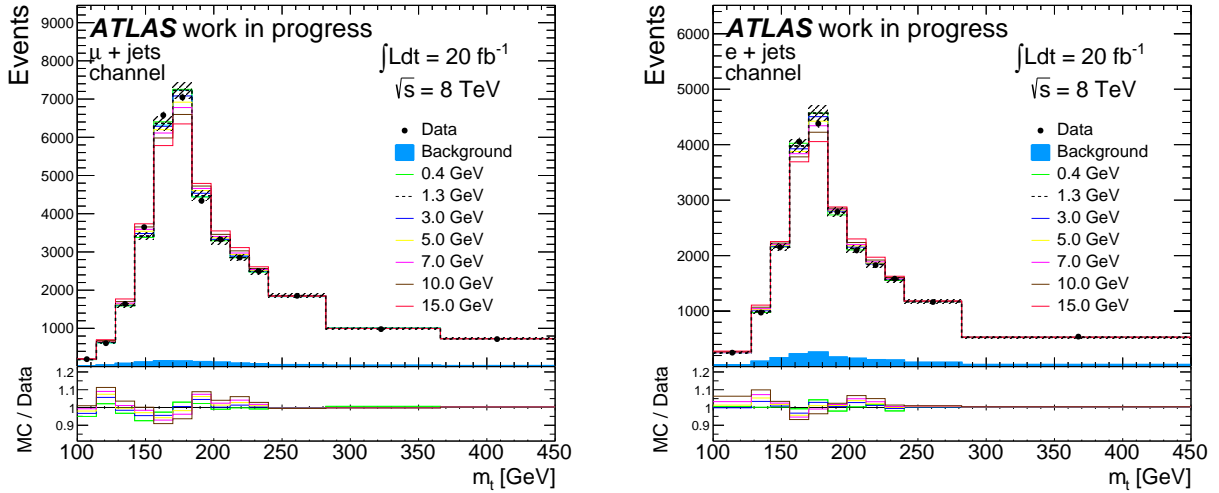 Events
9000
8000
7000
6000
5000
4000
3000
2000
1000
ATLAS work in progress
μ + jets
channel
∫Ldt = 20 fb⁻¹
√s = 8 TeV
Data
Background
0.4 GeV
1.3 GeV
3.0 GeV
5.0 GeV
7.0 GeV
10.0 GeV
15.0 GeV
MC / Data
1.2
1.1
1
0.9
100 150 200 250 300 350 400 450
m_t [GeV]
Events
6000
5000
4000
3000
2000
1000
ATLAS work in progress
e + jets
channel
∫Ldt = 20 fb⁻¹
√s = 8 TeV
Data
Background
0.4 GeV
1.3 GeV
3.0 GeV
5.0 GeV
7.0 GeV
10.0 GeV
15.0 GeV
MC / Data
1.2
1.1
1
0.9
100 150 200 250 300 350 400 450
m_t [GeV]